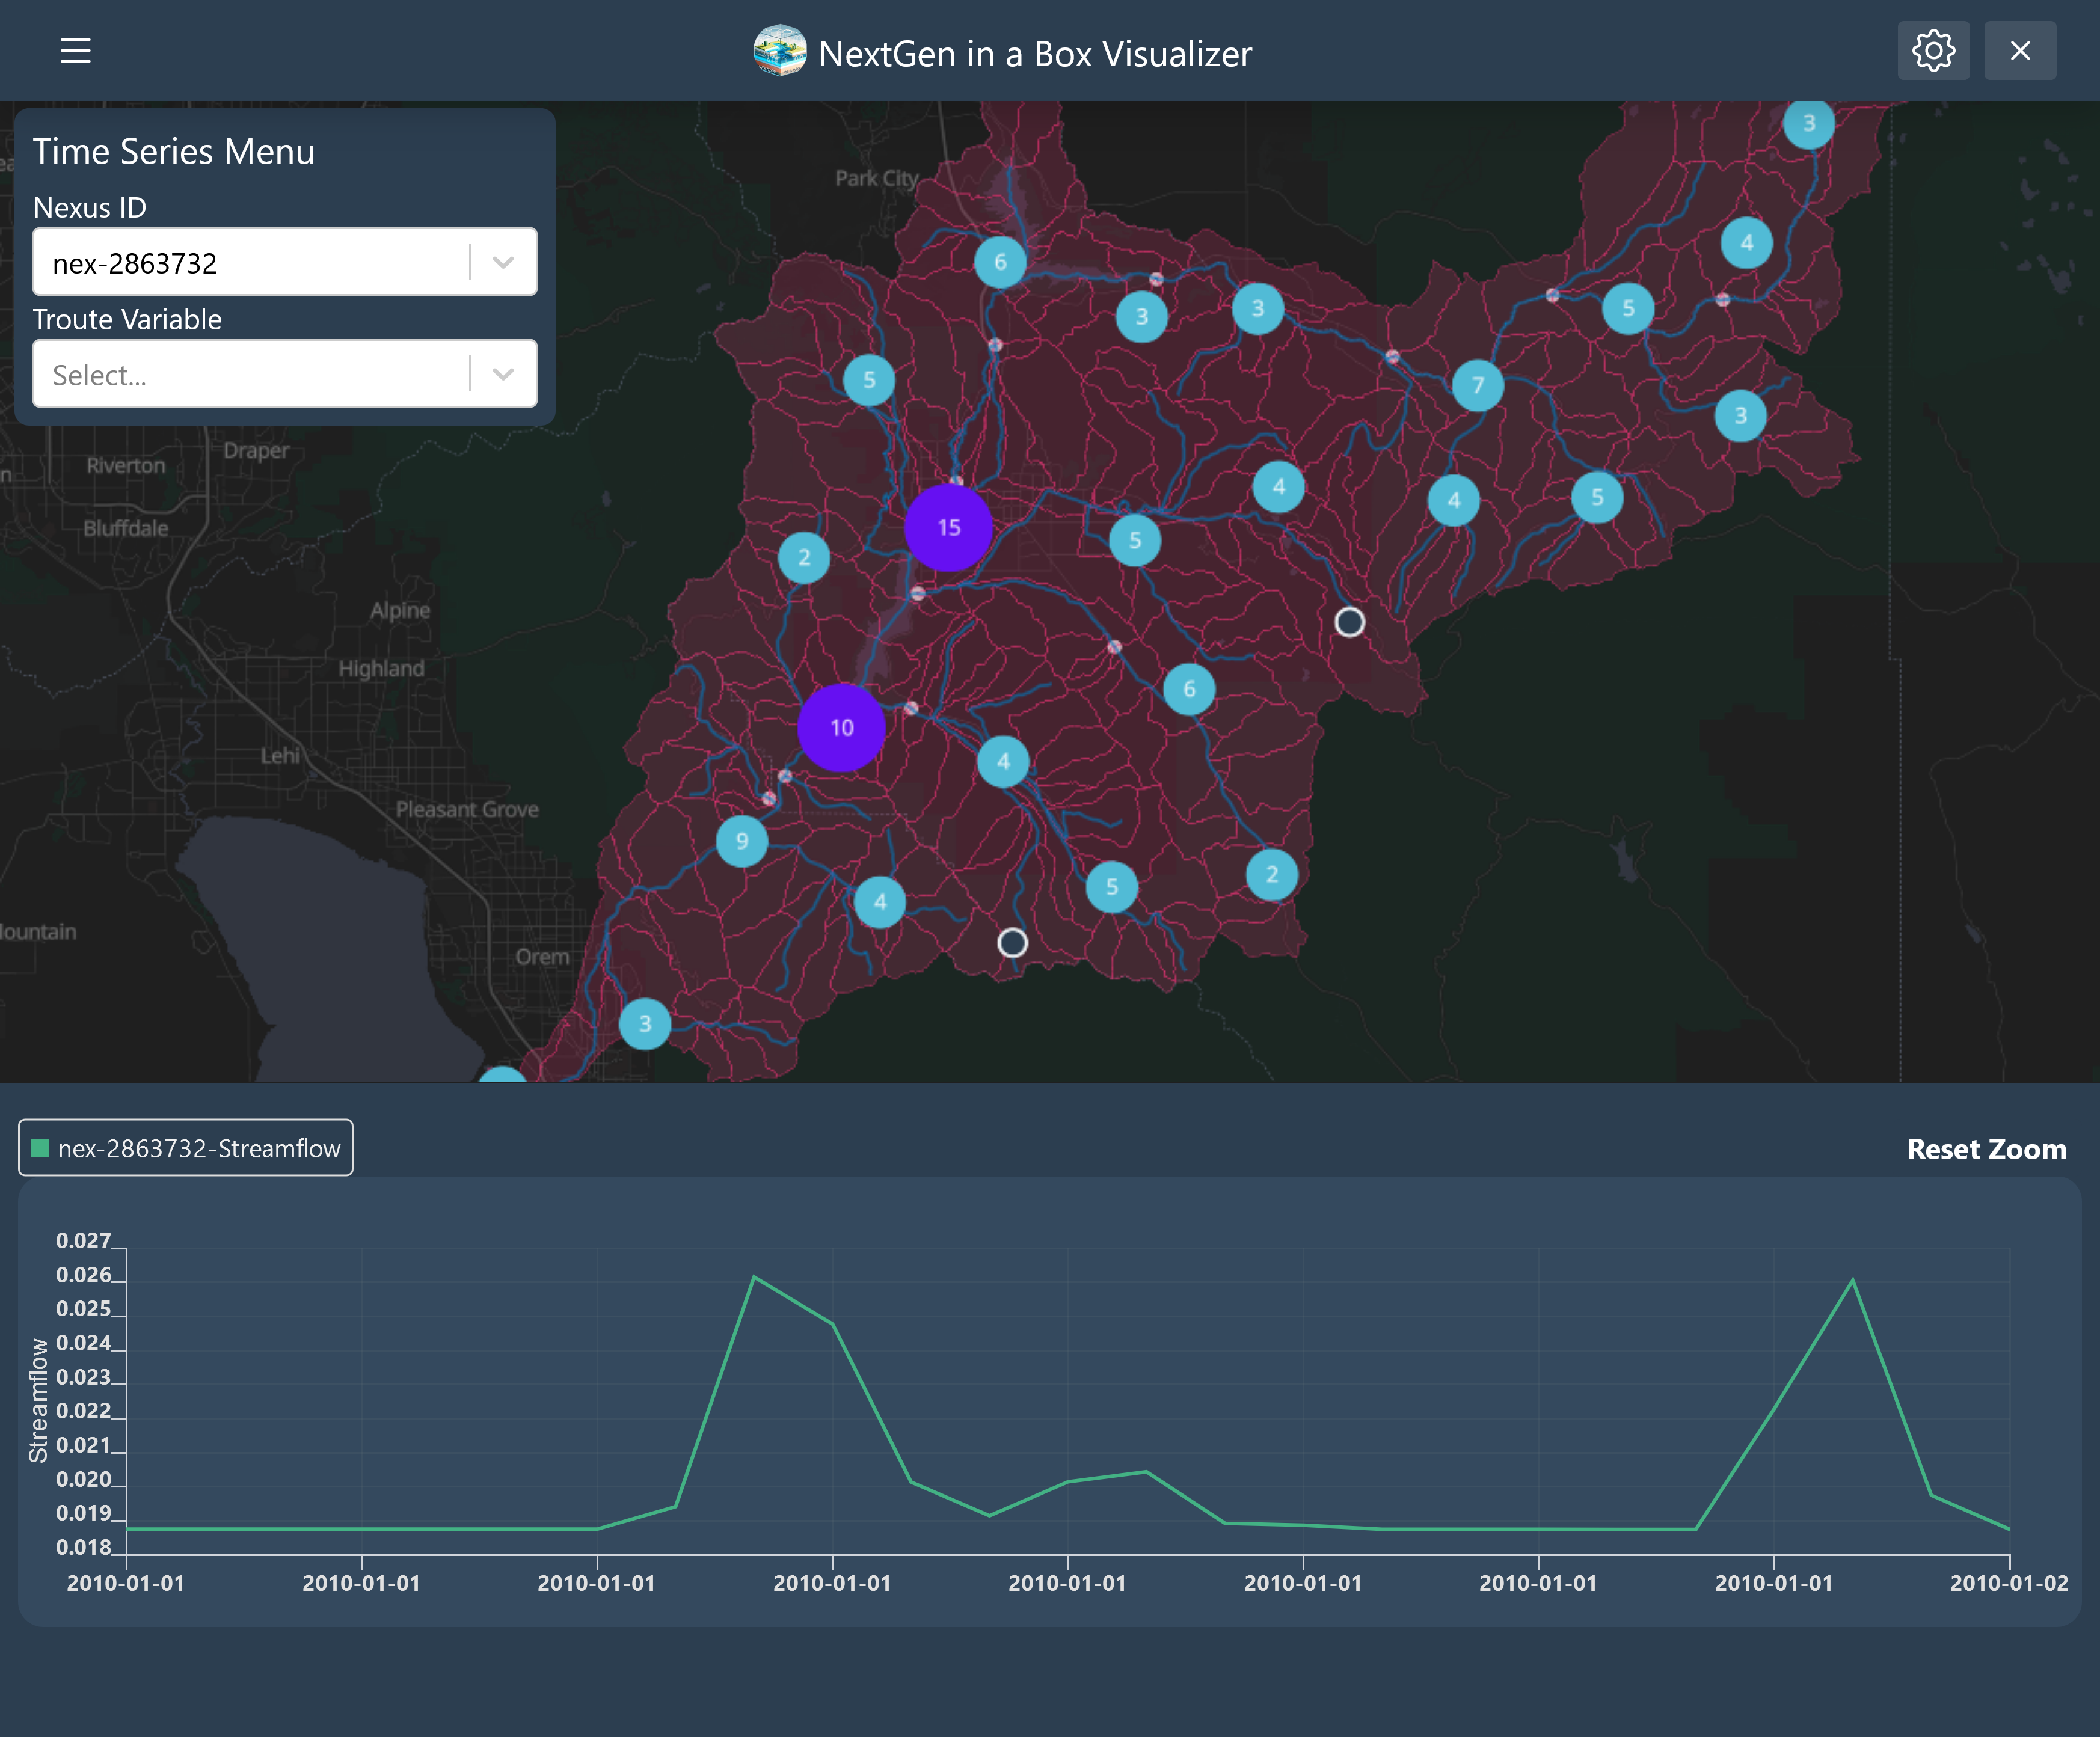 NextGen in a Box Visualizer
Time Series Menu
Nexus ID
nex-2863732
Troute Variable
Select...
Park City
Riverton
Draper
Bluffdale
Alpine
Highland
Lehi
Pleasant Grove
ountain
Orem
3
4
6
3
3
5
5
7
3
15
4
4
5
2
5
6
10
4
9
5
2
4
3
nex-2863732-Streamflow
Reset Zoom
Streamflow
0.027
0.026
0.025
0.024
0.023
0.022
0.021
0.020
0.019
0.018
2010-01-01 2010-01-01 2010-01-01 2010-01-01 2010-01-01 2010-01-01 2010-01-01 2010-01-01 2010-01-02